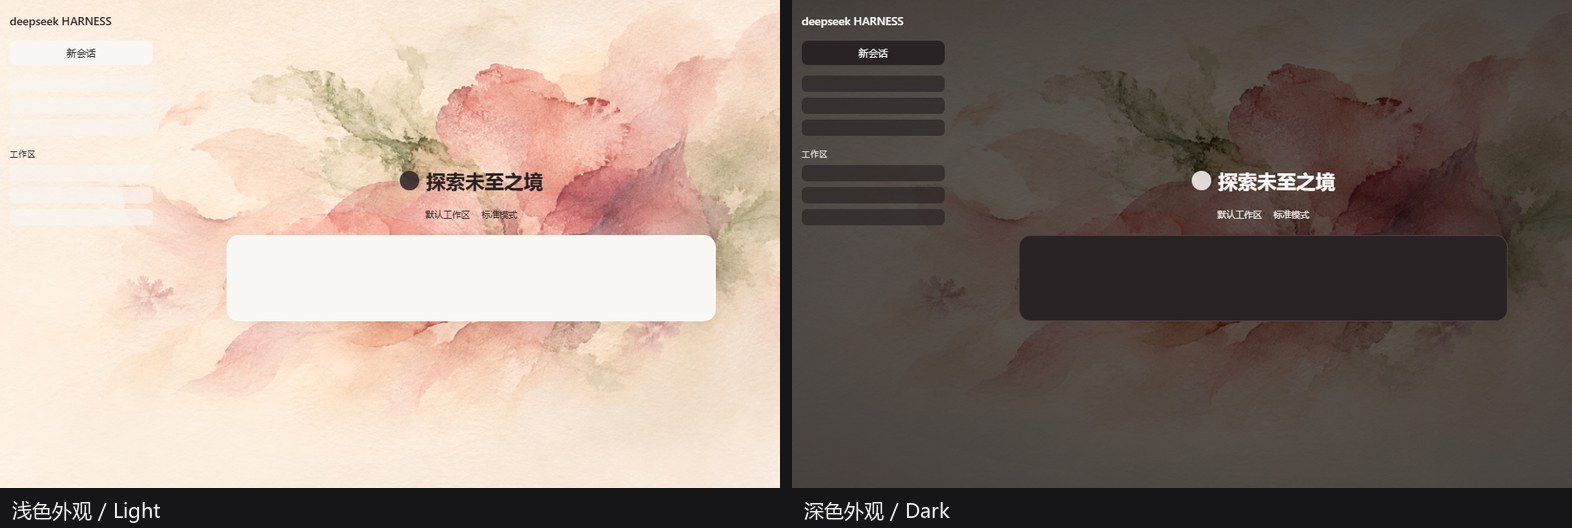 deepseek HARNESS
新会话
工作区
探索未至之境
默认工作区 标准模式
浅色外观 / Light
deepseek HARNESS
新会话
工作区
探索未至之境
默认工作区 标准模式
深色外观 / Dark